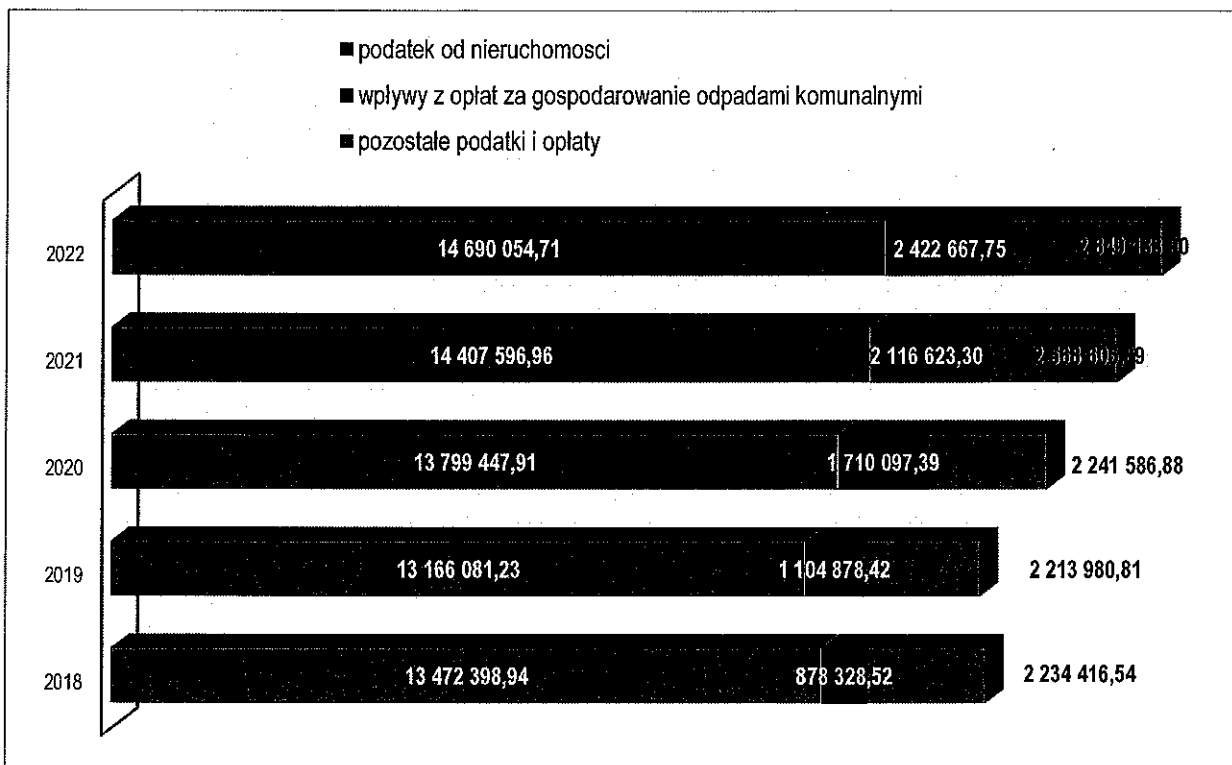 podatek od nieruchomosci
wpływy z opłat za gospodarowanie odpadami komunalnymi
pozostałe podatki i opłaty
2022 14 690 054,71 2 422 667,75
2021 14 407 596,96 2 116 623,30
2020 13 799 447,91 1 710 097,39 2 241 586,88
2019 13 166 081,23 1 104 878,42 2 213 980,81
2018 13 472 398,94 878 328,52 2 234 416,54